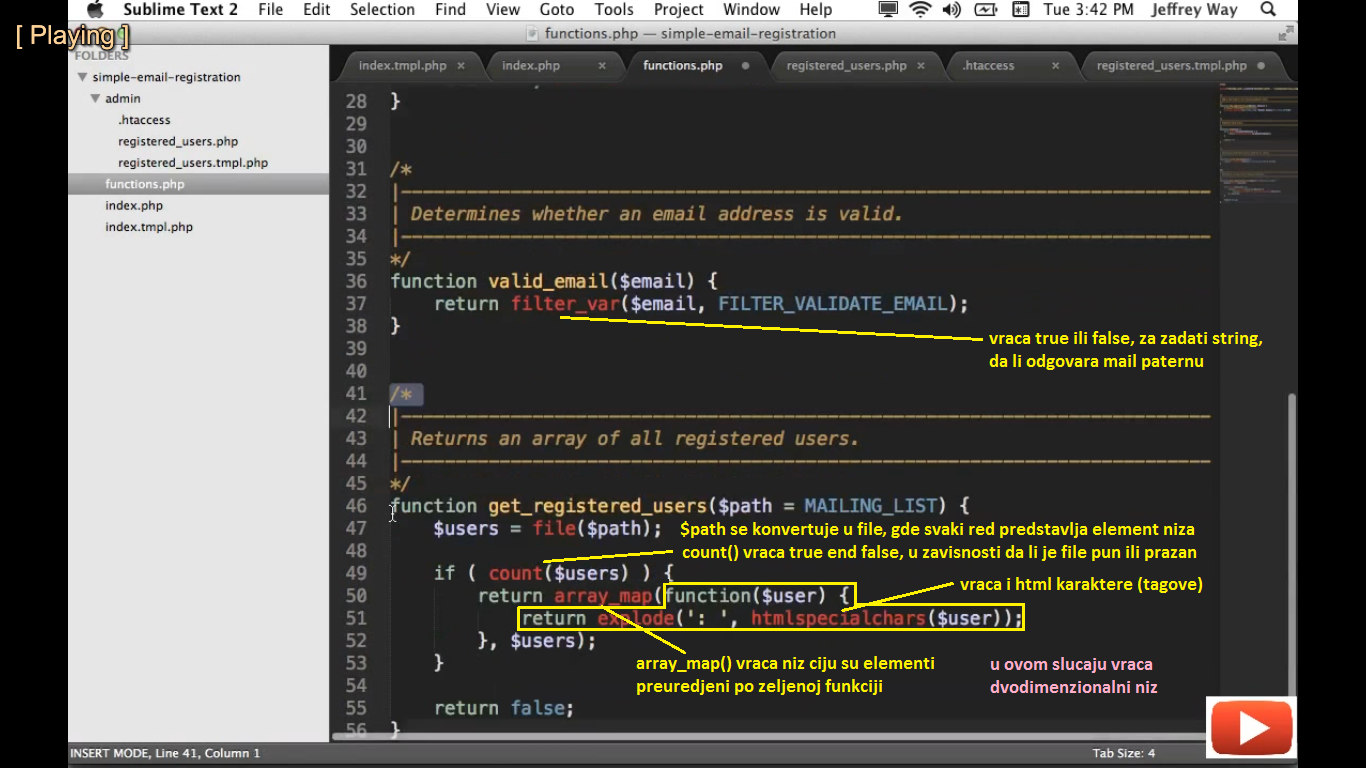 Sublime Text 2 File Edit Selection Find View Goto Tools Project Window Help Tue 3:42 PM Jeffrey Way
[ Playing ]
functions.php — simple-email-registration
FOLDERS
simple-email-registration
admin
.htaccess
registered_users.php
registered_users.tmpl.php
functions.php
index.php
index.tmpl.php
index.tmpl.php × index.php × functions.php registered_users.php × .htaccess × registered_users.tmpl.php
28 }
29
30
31 /*
32 |--------------------------------------------------------------------------
33 | Determines whether an email address is valid.
34 |--------------------------------------------------------------------------
35 */
36 function valid_email($email) {
37 return filter_var($email, FILTER_VALIDATE_EMAIL);
38 }
vraca true ili false, za zadati string,
da li odgovara mail paternu
39
40
41 /*
42 |--------------------------------------------------------------------------
43 | Returns an array of all registered users.
44 |--------------------------------------------------------------------------
45 */
46 function get_registered_users($path = MAILING_LIST) {
47 $users = file($path); $path se konvertuje u file, gde svaki red predstavlja element niza
48 count() vraca true end false, u zavisnosti da li je file pun ili prazan
49 if ( count($users) ) {
vraca i html karaktere (tagove)
50 return array_map(function($user) {
51 return explode(': ', htmlspecialchars($user));
52 }, $users);
53 }
array_map() vraca niz ciju su elementi
preuredjeni po zeljenoj funkciji
u ovom slucaju vraca
dvodimenzionalni niz
54
55 return false;
56 }
INSERT MODE, Line 41, Column 1 Tab Size: 4